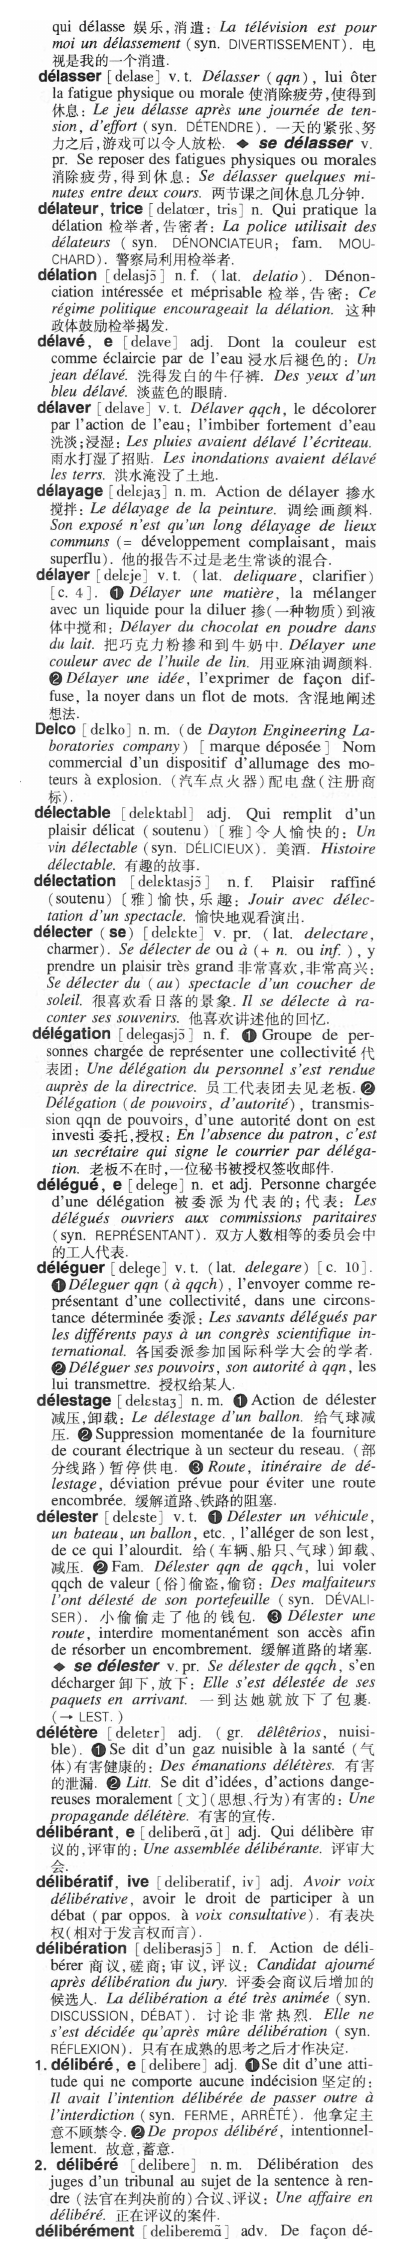 qui délasse 娱乐,消遣: La télévision est pour
moi un délassement (syn. DIVERTISSEMENT). 电
视是我的一个消遣.
délasser [delase] v. t. Délasser (qqn), lui ôter
la fatigue physique ou morale 使消除疲劳,使得到
休息: Le jeu délasse après une journée de ten-
sion, d'effort (syn. DÉTENDRE). 一天的紧张、努
力之后,游戏可以令人放松. ◆ se délasser v.
pr. Se reposer des fatigues physiques ou morales
消除疲劳,得到休息: Se délasser quelques mi-
nutes entre deux cours. 两节课之间休息几分钟.
délateur, trice [delatœr, tris] n. Qui pratique la
délation 检举者,告密者: La police utilisait des
délateurs (syn. DÉNONCIATEUR; fam. MOU-
CHARD). 警察局利用检举者.
délation [delasjɔ̃] n. f. (lat. delatio). Dénon-
ciation intéressée et méprisable 检举,告密: Ce
régime politique encourageait la délation. 这种
政体鼓励检举揭发.
délavé, e [delave] adj. Dont la couleur est
comme éclaircie par de l'eau 浸水后褪色的: Un
jean délavé. 洗得发白的牛仔裤. Des yeux d'un
bleu délavé. 淡蓝色的眼睛.
délaver [delave] v. t. Délaver qqch, le décolorer
par l'action de l'eau; l'imbiber fortement d'eau
洗淡;浸湿: Les pluies avaient délavé l'écriteau.
雨水打湿了招贴. Les inondations avaient délavé
les terrs. 洪水淹没了土地.
délayage [delɛjaʒ] n. m. Action de délayer 掺水
搅拌: Le délayage de la peinture. 调绘画颜料.
Son exposé n'est qu'un long délayage de lieux
communs (= développement complaisant, mais
superflu). 他的报告不过是老生常谈的混合.
délayer [delɛje] v. t. (lat. deliquare, clarifier)
[c. 4]. ❶ Délayer une matière, la mélanger
avec un liquide pour la diluer 掺(一种物质)到液
体中搅和: Délayer du chocolat en poudre dans
du lait. 把巧克力粉掺和到牛奶中. Délayer une
couleur avec de l'huile de lin. 用亚麻油调颜料.
❷ Délayer une idée, l'exprimer de façon dif-
fuse, la noyer dans un flot de mots. 含混地阐述
想法.
Delco [dɛlko] n. m. (de Dayton Engineering La-
boratories company) [marque déposée] Nom
commercial d'un dispositif d'allumage des mo-
teurs à explosion. (汽车点火器)配电盘(注册商
标).
délectable [delɛktabl] adj. Qui remplit d'un
plaisir délicat (soutenu) 〔雅〕令人愉快的: Un
vin délectable (syn. DÉLICIEUX). 美酒. Histoire
délectable. 有趣的故事.
délectation [delɛktasjɔ̃] n. f. Plaisir raffiné
(soutenu) 〔雅〕愉快,乐趣: Jouir avec délec-
tation d'un spectacle. 愉快地观看演出.
délecter (se) [delɛkte] v. pr. (lat. delectare,
charmer). Se délecter de ou à (+ n. ou inf.), y
prendre un plaisir très grand 非常喜欢,非常高兴:
Se délecter du (au) spectacle d'un coucher de
soleil. 很喜欢看日落的景象. Il se délecte à ra-
conter ses souvenirs. 他喜欢讲述他的回忆.
délégation [delegasjɔ̃] n. f. ❶ Groupe de per-
sonnes chargée de représenter une collectivité 代
表团: Une délégation du personnel s'est rendue
auprès de la directrice. 员工代表团去见老板. ❷
Délégation (de pouvoirs, d'autorité), transmis-
sion qqn de pouvoirs, d'une autorité dont on est
investi 委托,授权: En l'absence du patron, c'est
un secrétaire qui signe le courrier par déléga-
tion. 老板不在时,一位秘书被授权签收邮件.
délégué, e [delege] n. et adj. Personne chargée
d'une délégation 被委派为代表的;代表: Les
délégués ouvriers aux commissions paritaires
(syn. REPRÉSENTANT). 双方人数相等的委员会中
的工人代表.
déléguer [delege] v. t. (lat. delegare) [c. 10].
❶ Déleguer qqn (à qqch), l'envoyer comme re-
présentant d'une collectivité, dans une circons-
tance déterminée 委派: Les savants délégués par
les différents pays à un congrès scientifique in-
ternational. 各国委派参加国际科学大会的学者.
❷ Déléguer ses pouvoirs, son autorité à qqn, les
lui transmettre. 授权给某人.
délestage [delɛstaʒ] n. m. ❶ Action de délester
减压,卸载: Le délestage d'un ballon. 给气球减
压. ❷ Suppression momentanée de la fourniture
de courant électrique à un secteur du reseau. (部
分线路)暂停供电. ❸ Route, itinéraire de dé-
lestage, déviation prévue pour éviter une route
encombrée. 缓解道路、铁路的阻塞.
délester [delɛste] v. t. ❶ Délester un véhicule,
un bateau, un ballon, etc., l'alléger de son lest,
de ce qui l'alourdit. 给(车辆、船只、气球)卸载、
减压. ❷ Fam. Délester qqn de qqch, lui voler
qqch de valeur〔俗〕偷盗,偷窃: Des malfaiteurs
l'ont délesté de son portefeuille (syn. DÉVALI-
SER). 小偷偷走了他的钱包. ❸ Délester une
route, interdire momentanément son accès afin
de résorber un encombrement. 缓解道路的堵塞.
◆ se délester v. pr. Se délester de qqch, s'en
décharger 卸下,放下: Elle s'est délestée de ses
paquets en arrivant. 一到达她就放下了包裹.
(→ LEST.)
délétère [deletɛr] adj. (gr. dêlêtêrios, nuisi-
ble). ❶ Se dit d'un gaz nuisible à la santé (气
体)有害健康的: Des émanations délétères. 有害
的泄漏. ❷ Litt. Se dit d'idées, d'actions dange-
reuses moralement〔文〕(思想、行为)有害的: Une
propagande délétère. 有害的宣传.
délibérant, e [deliberɑ̃, ɑ̃t] adj. Qui délibère 审
议的,评审的: Une assemblée délibérante. 评审大
会.
délibératif, ive [deliberatif, iv] adj. Avoir voix
délibérative, avoir le droit de participer à un
débat (par oppos. à voix consultative). 有表决
权(相对于发言权而言).
délibération [deliberasjɔ̃] n. f. Action de déli-
bérer 商议,磋商;审议,评议: Candidat ajourné
après délibération du jury. 评委会商议后增加的
候选人. La délibération a été très animée (syn.
DISCUSSION, DÉBAT). 讨论非常热烈. Elle ne
s'est décidée qu'après mûre délibération (syn.
RÉFLEXION). 只有在成熟的思考之后才作决定.
1. délibéré, e [delibere] adj. ❶ Se dit d'une atti-
tude qui ne comporte aucune indécision 坚定的:
Il avait l'intention délibérée de passer outre à
l'interdiction (syn. FERME, ARRÊTÉ). 他拿定主
意不顾禁令. ❷ De propos délibéré, intentionnel-
lement. 故意,蓄意.
2. délibéré [delibere] n. m. Délibération des
juges d'un tribunal au sujet de la sentence à ren-
dre (法官在判决前的)合议、评议: Une affaire en
délibéré. 正在评议的案件.
délibérément [deliberemɑ̃] adv. De façon dé-